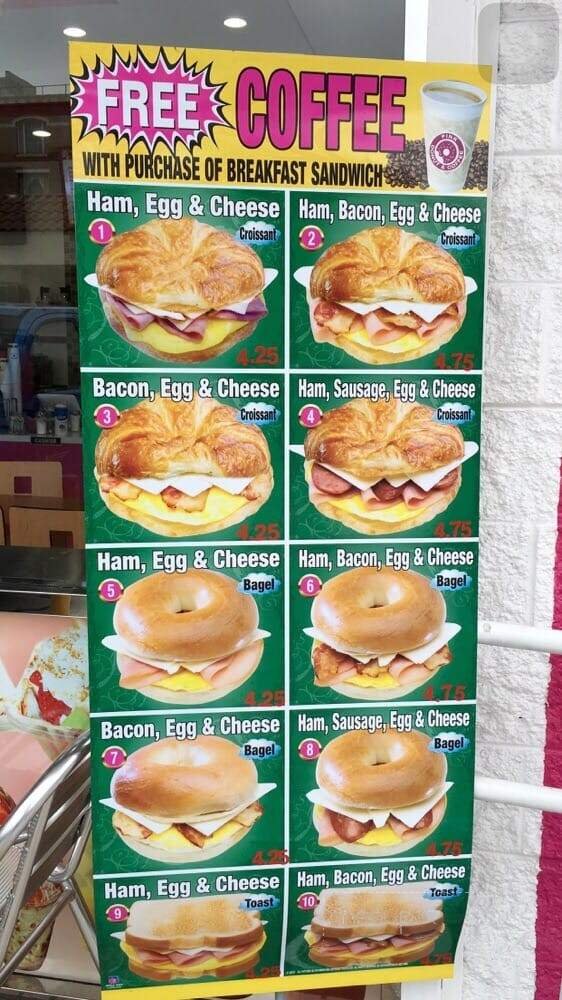 FREE COFFEE
WITH PURCHASE OF BREAKFAST SANDWICH
Ham, Egg & Cheese
1
Croissant
4.25
Ham, Bacon, Egg & Cheese
2
Croissant
4.75
Bacon, Egg & Cheese
3
Croissant
4.25
Ham, Sausage, Egg & Cheese
4
Croissant
4.75
Ham, Egg & Cheese
5
Bagel
4.25
Ham, Bacon, Egg & Cheese
6
Bagel
4.75
Bacon, Egg & Cheese
7
Bagel
4.25
Ham, Sausage, Egg & Cheese
8
Bagel
4.75
Ham, Egg & Cheese
9
Toast
4.25
Ham, Bacon, Egg & Cheese
10
Toast
4.75